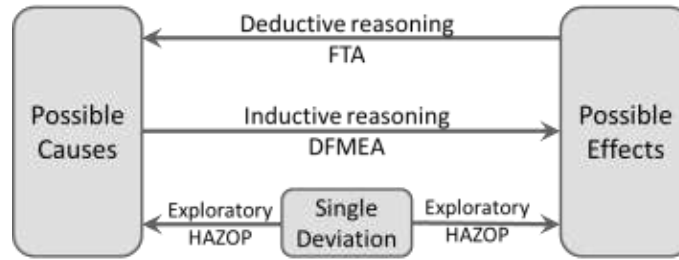 Deductive reasoning
FTA
Possible
Causes
Inductive reasoning
DFMEA
Possible
Effects
Exploratory
HAZOP
Single
Deviation
Exploratory
HAZOP